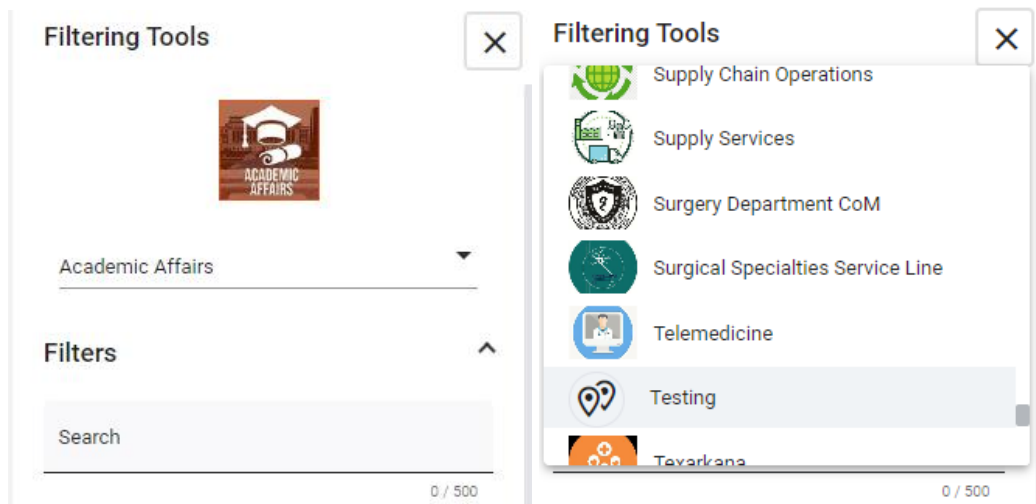 Filtering Tools
ACADEMIC
AFFAIRS
Academic Affairs
Filters
Search
0 / 500
Filtering Tools
Supply Chain Operations
Supply Services
Surgery Department CoM
Surgical Specialties Service Line
Telemedicine
Testing
Texarkana
0 / 500